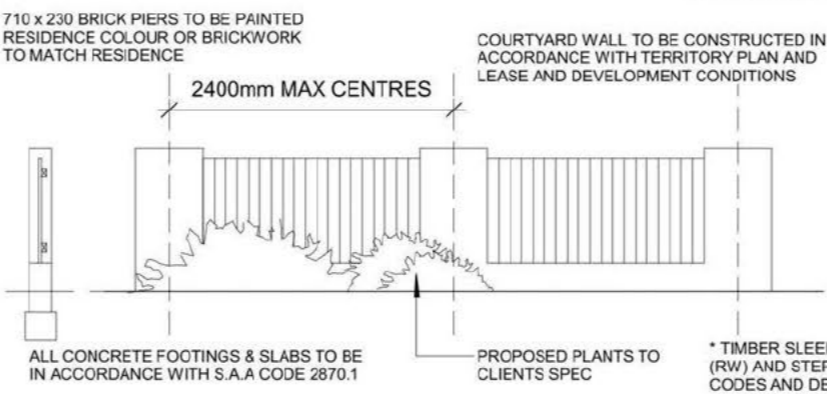 710 x 230 BRICK PIERS TO BE PAINTED
RESIDENCE COLOUR OR BRICKWORK
TO MATCH RESIDENCE
COURTYARD WALL TO BE CONSTRUCTED IN
ACCORDANCE WITH TERRITORY PLAN AND
LEASE AND DEVELOPMENT CONDITIONS
2400mm MAX CENTRES
ALL CONCRETE FOOTINGS & SLABS TO BE
IN ACCORDANCE WITH S.A.A CODE 2870.1
PROPOSED PLANTS TO
CLIENTS SPEC
* TIMBER
(RW) AND
CODES AND